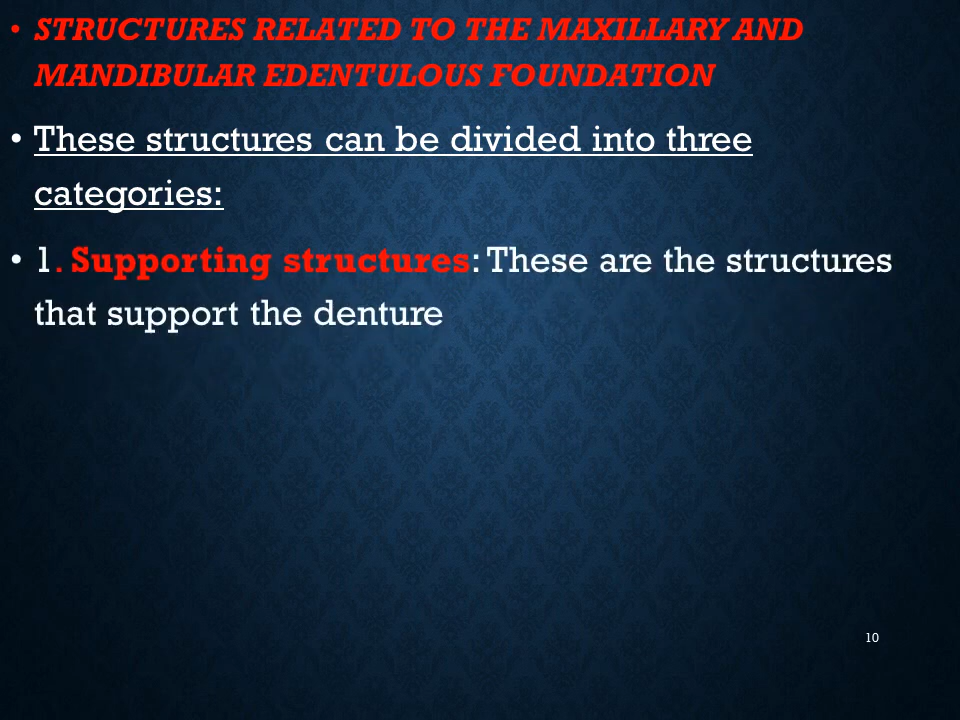 • STRUCTURES RELATED TO THE MAXILLARY AND
MANDIBULAR EDENTULOUS FOUNDATION
• These structures can be divided into three
categories:
• 1. Supporting structures: These are the structures
that support the denture
10